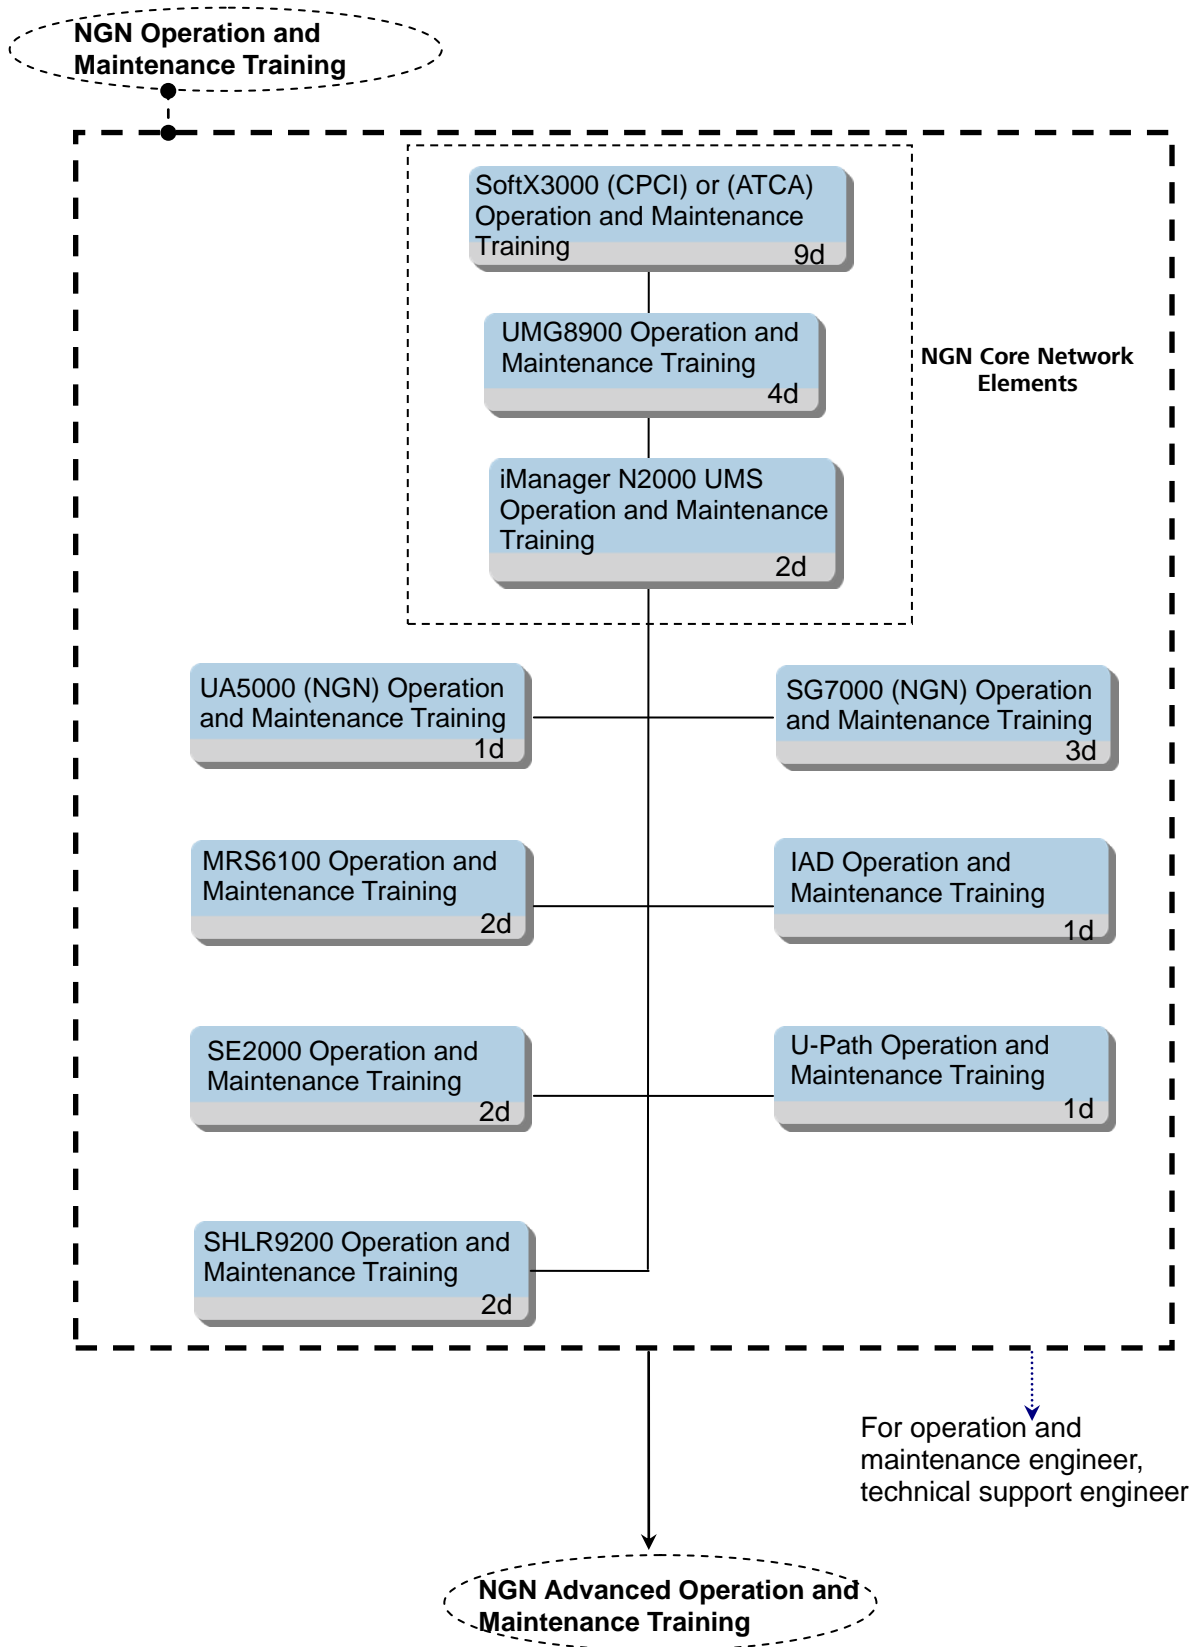 NGN Operation and
Maintenance Training
SoftX3000 (CPCI) or (ATCA)
Operation and Maintenance
Training
9d
UMG8900 Operation and
Maintenance Training
4d
NGN Core Network
Elements
iManager N2000 UMS
Operation and Maintenance
Training
2d
UA5000 (NGN) Operation
and Maintenance Training
1d
SG7000 (NGN) Operation
and Maintenance Training
3d
MRS6100 Operation and
Maintenance Training
2d
IAD Operation and
Maintenance Training
1d
SE2000 Operation and
Maintenance Training
2d
U-Path Operation and
Maintenance Training
1d
SHLR9200 Operation and
Maintenance Training
2d
For operation and
maintenance engineer,
technical support engineer
NGN Advanced Operation and
Maintenance Training